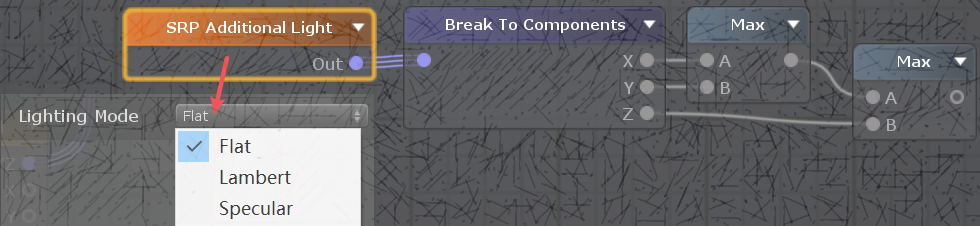 SRP Additional Light
Out
Break To Components
X
Y
Z
Max
A
B
Max
A
B
Lighting Mode
Flat
Flat
Lambert
Specular